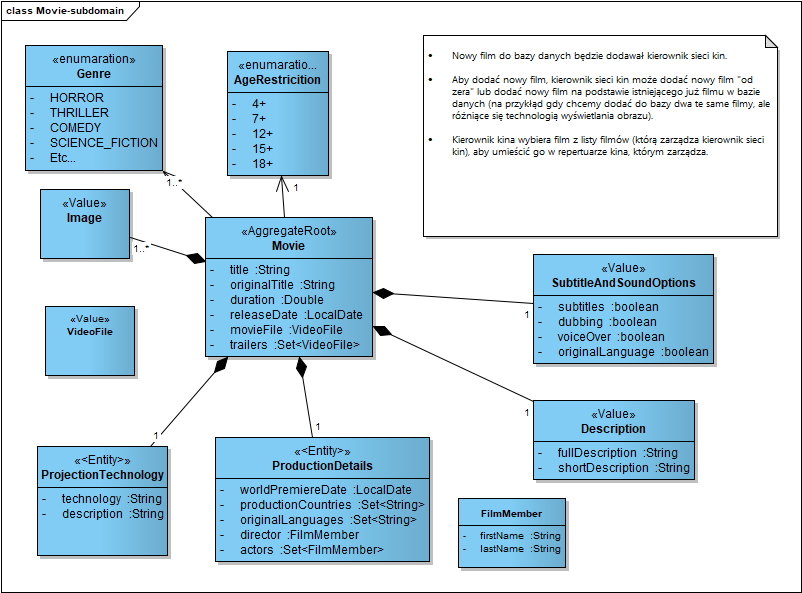 class Movie-subdomain
«enumaration»
Genre
- HORROR
- THRILLER
- COMEDY
- SCIENCE_FICTION
- Etc...
«enumaratio...
AgeRestricition
- 4+
- 7+
- 12+
- 15+
- 18+
• Nowy film do bazy danych będzie dodawał kierownik sieci kin.
• Aby dodać nowy film, kierownik sieci kin może dodać nowy film "od
zera" lub dodać nowy film na podstawie istniejącego już filmu w bazie
danych (na przykłąd gdy chcemy dodać do bazy dwa te same filmy, ale
różniące się technologią wyświetlania obrazu).
• Kierownik kina wybiera film z listy filmów (którą zarządza kierownik sieci
kin), aby umieścić go w repertuarze kina, którym zarządza.
1..*
1
«Value»
Image
1..*
«AggregateRoot»
Movie
- title :String
- originalTitle :String
- duration :Double
- releaseDate :LocalDate
- movieFile :VideoFile
- trailers :Set<VideoFile>
«Value»
SubtitleAndSoundOptions
- subtitles :boolean
- dubbing :boolean
- voiceOver :boolean
- originalLanguage :boolean
1
«Value»
VideoFile
«Value»
Description
- fullDescription :String
- shortDescription :String
1
1
1
«<Entity>»
ProjectionTechnology
- technology :String
- description :String
«<Entity>»
ProductionDetails
- worldPremiereDate :LocalDate
- productionCountries :Set<String>
- originalLanguages :Set<String>
- director :FilmMember
- actors :Set<FilmMember>
FilmMember
- firstName :String
- lastName :String